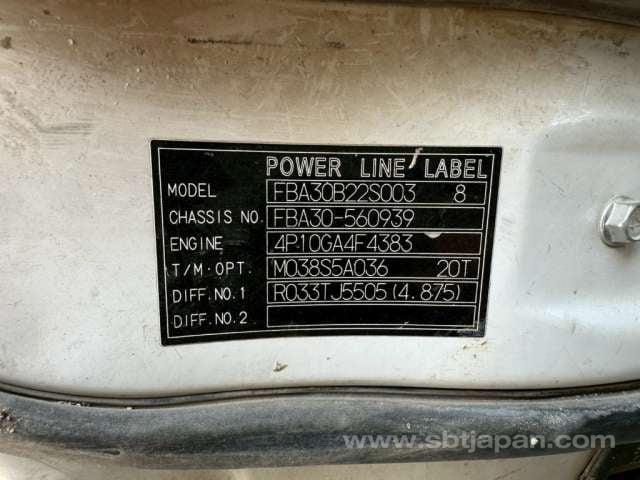 POWER LINE LABEL
MODEL FBA30B22S003 8
CHASSIS NO. FBA30-560939
ENGINE 4P10GA4F4383
T/M·OPT. M038S5A036 20T
DIFF.NO.1 R033TJ5505(4.875)
DIFF.NO.2
www.sbtjapan.com